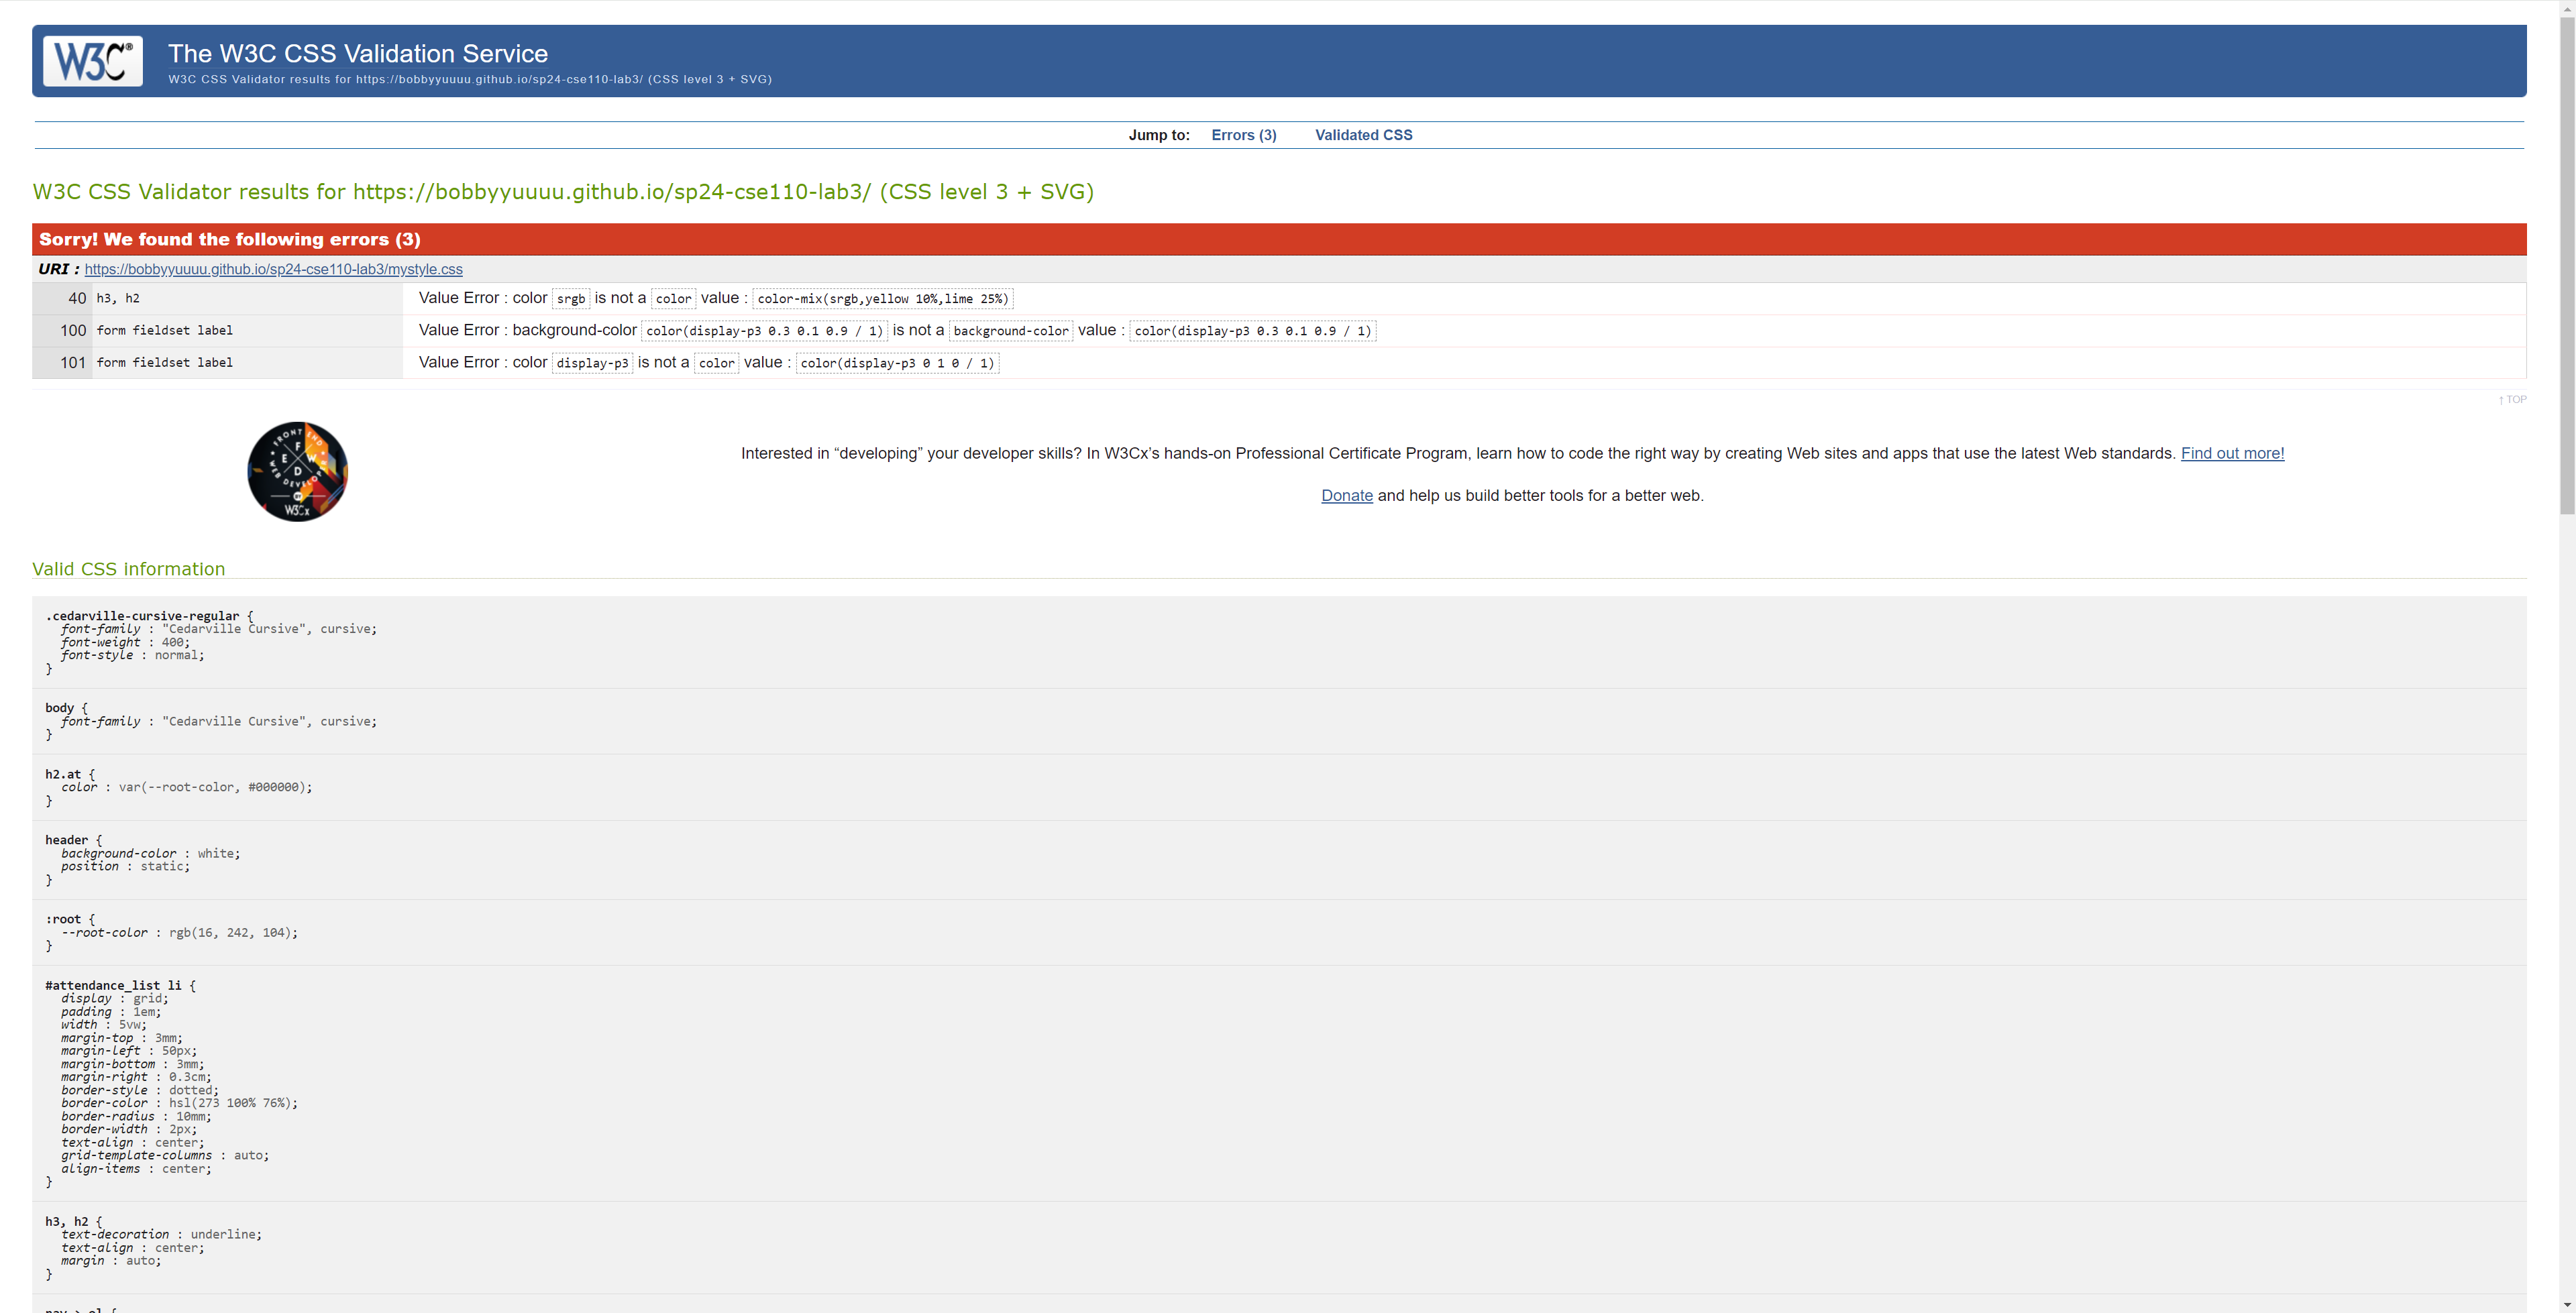 W3C®
The W3C CSS Validation Service
W3C CSS Validator results for https://bobbyyuuuu.github.io/sp24-cse110-lab3/ (CSS level 3 + SVG)
Jump to: Errors (3) Validated CSS
W3C CSS Validator results for https://bobbyyuuuu.github.io/sp24-cse110-lab3/ (CSS level 3 + SVG)
Sorry! We found the following errors (3)
URI : https://bobbyyuuuu.github.io/sp24-cse110-lab3/mystyle.css
40 h3, h2 Value Error : color srgb is not a color value : color-mix(srgb,yellow 10%,lime 25%)
100 form fieldset label Value Error : background-color color(display-p3 0.3 0.1 0.9 / 1) is not a background-color value : color(display-p3 0.3 0.1 0.9 / 1)
101 form fieldset label Value Error : color display-p3 is not a color value : color(display-p3 0 1 0 / 1)
↑ TOP
FRONT END
F
E W
D
WEB DEVELOPER
BY
W3Cx
Interested in “developing” your developer skills? In W3Cx’s hands-on Professional Certificate Program, learn how to code the right way by creating Web sites and apps that use the latest Web standards. Find out more!
Donate and help us build better tools for a better web.
Valid CSS information
.cedarville-cursive-regular {
font-family : "Cedarville Cursive", cursive;
font-weight : 400;
font-style : normal;
}
body {
font-family : "Cedarville Cursive", cursive;
}
h2.at {
color : var(--root-color, #000000);
}
header {
background-color : white;
position : static;
}
:root {
--root-color : rgb(16, 242, 104);
}
#attendance_list li {
display : grid;
padding : 1em;
width : 5vw;
margin-top : 3mm;
margin-left : 50px;
margin-bottom : 3mm;
margin-right : 0.3cm;
border-style : dotted;
border-color : hsl(273 100% 76%);
border-radius : 10mm;
border-width : 2px;
text-align : center;
grid-template-columns : auto;
align-items : center;
}
h3, h2 {
text-decoration : underline;
text-align : center;
margin : auto;
}
nav > ol {